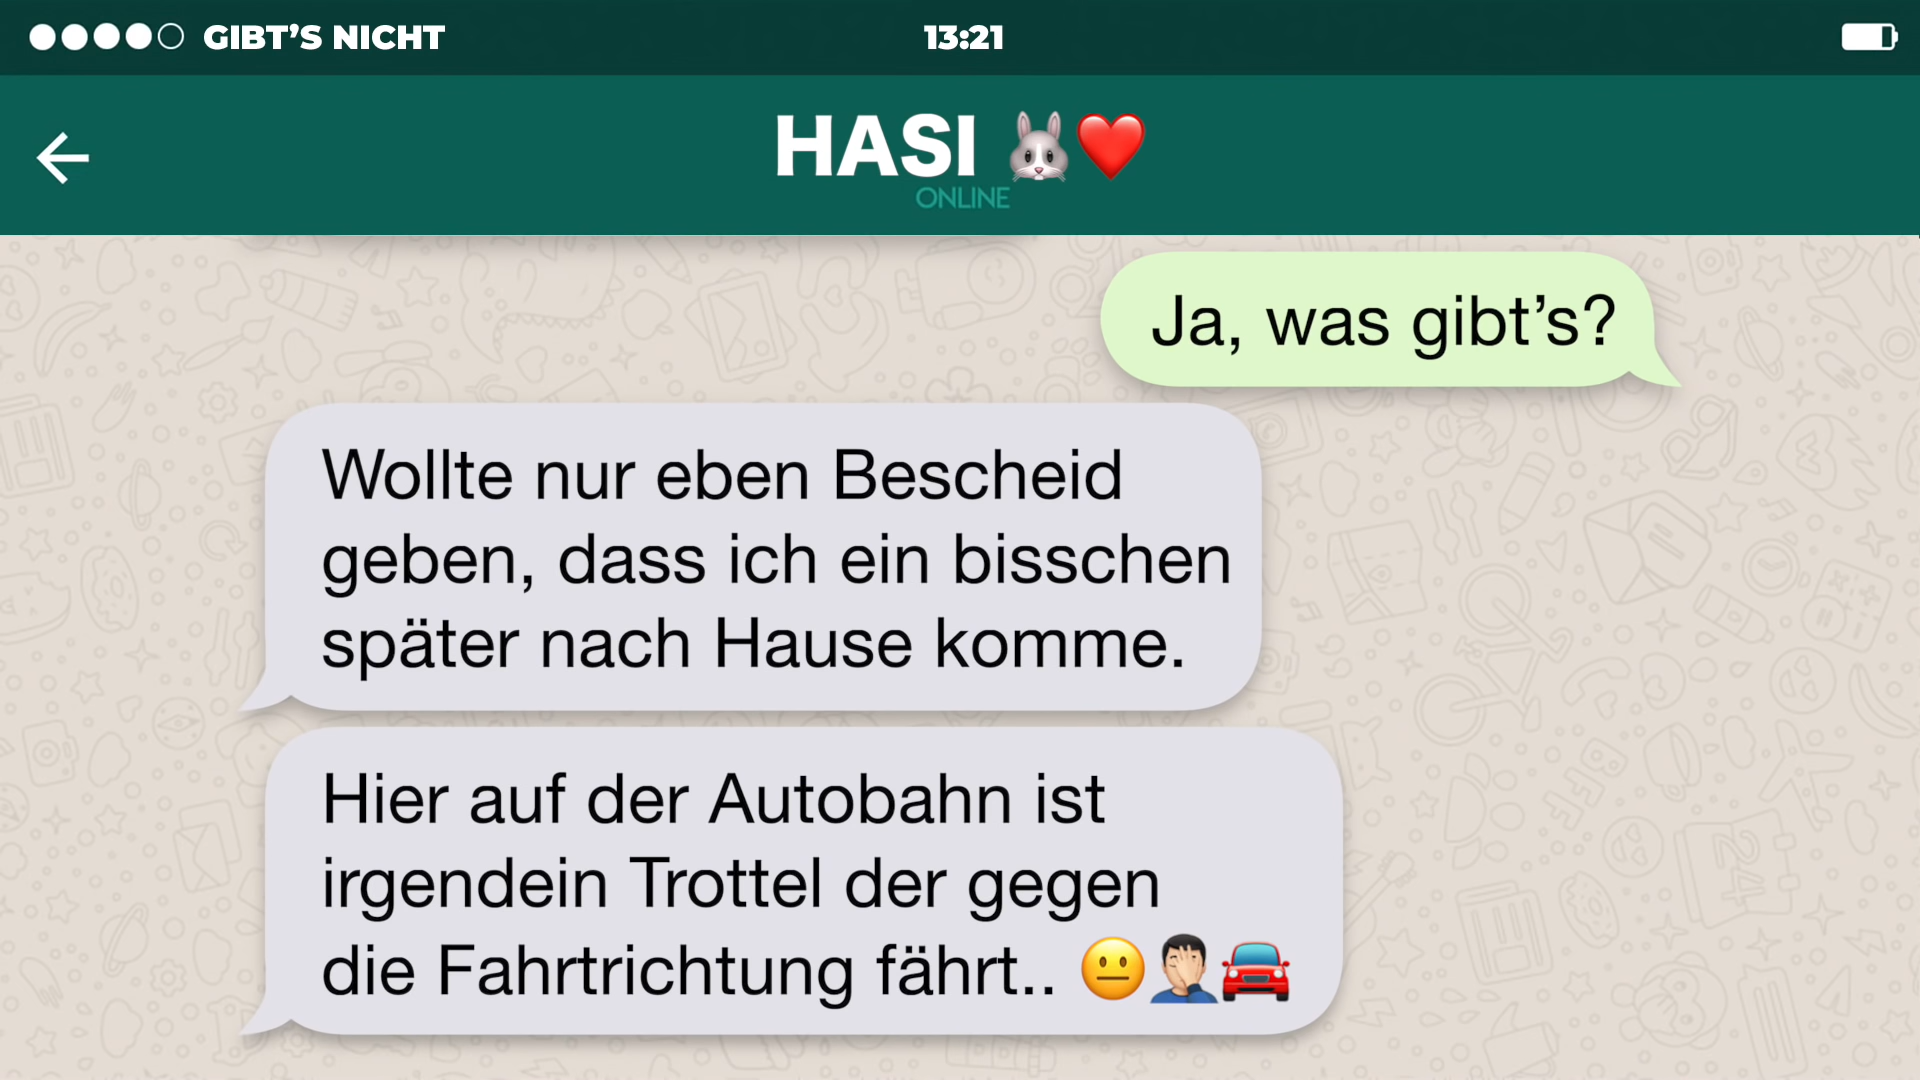 GIBT’S NICHT
13:21
HASI 🐰❤️
ONLINE
Ja, was gibt’s?
Wollte nur eben Bescheid
geben, dass ich ein bisschen
später nach Hause komme.
Hier auf der Autobahn ist
irgendein Trottel der gegen
die Fahrtrichtung fährt.. 😐🤦🏻‍♂️🚘